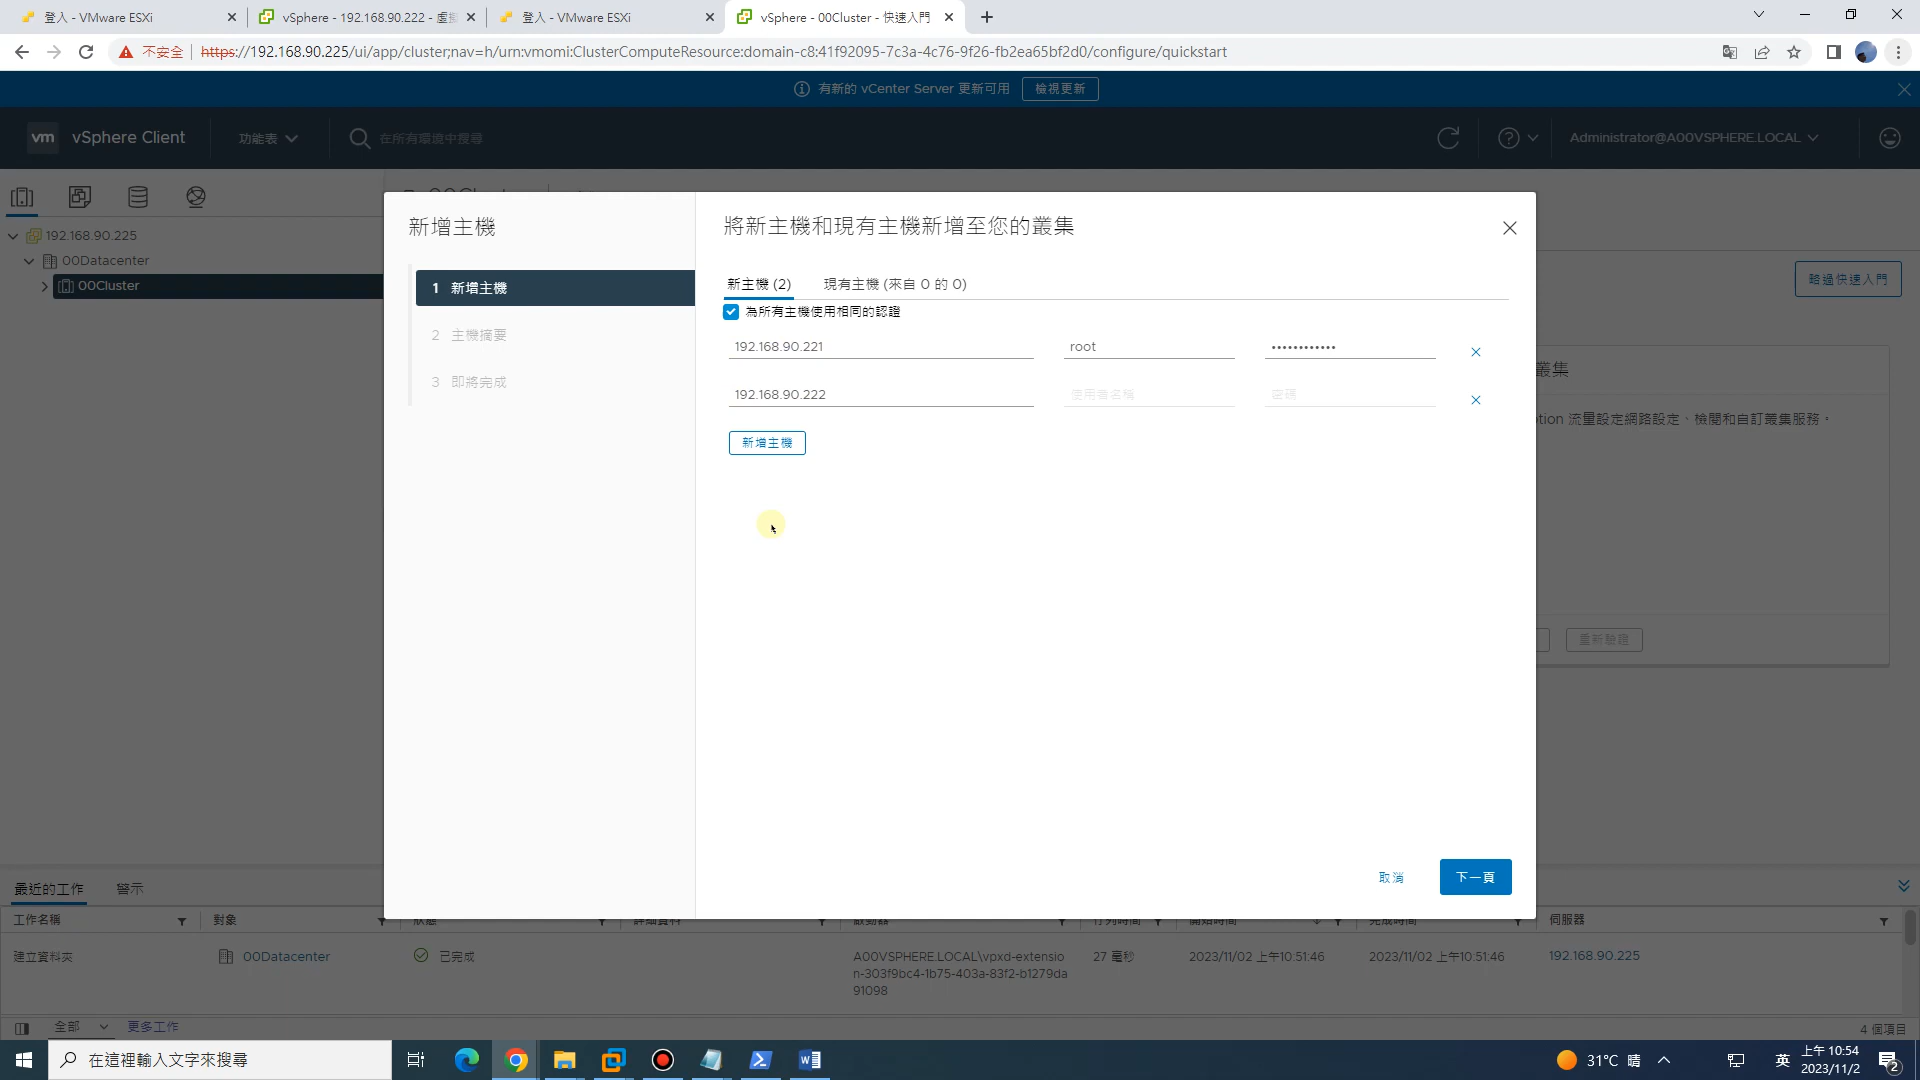 登入 - VMware ESXi
vSphere - 192.168.90.222 - 虛
登入 - VMware ESXi
vSphere - 00Cluster - 快速入門
不安全
https://192.168.90.225/ui/app/cluster;nav=h/urn:vmomi:ClusterComputeResource:domain-c8:41f92095-7c3a-4c76-9f26-fb2ea65bf2d0/configure/quickstart
有新的 vCenter Server 更新可用
檢視更新
vm
vSphere Client
功能表
在所有環境中搜尋
Administrator@A00VSPHERE.LOCAL
192.168.90.225
00Datacenter
00Cluster
略過快速入門
新增主機
1 新增主機
2 主機摘要
3 即將完成
將新主機和現有主機新增至您的叢集
新主機 (2)
現有主機 (來自 0 的 0)
為所有主機使用相同的認證
192.168.90.221
root
••••••••••••
192.168.90.222
使用者名稱
密碼
新增主機
叢集
tion 流量設定網路設定、檢閱和自訂叢集服務。
重新驗證
取消
下一頁
最近的工作
警示
工作名稱
對象
狀態
詳細資料
啟動器
佇列時間
開始時間
完成時間
伺服器
建立資料夾
00Datacenter
已完成
A00VSPHERE.LOCAL\vpxd-extensio
n-303f9bc4-1b75-403a-83f2-b1279da
91098
27 毫秒
2023/11/02 上午10:51:46
2023/11/02 上午10:51:46
192.168.90.225
全部
更多工作
4 個項目
在這裡輸入文字來搜尋
31°C 晴
英
上午 10:54
2023/11/2
2